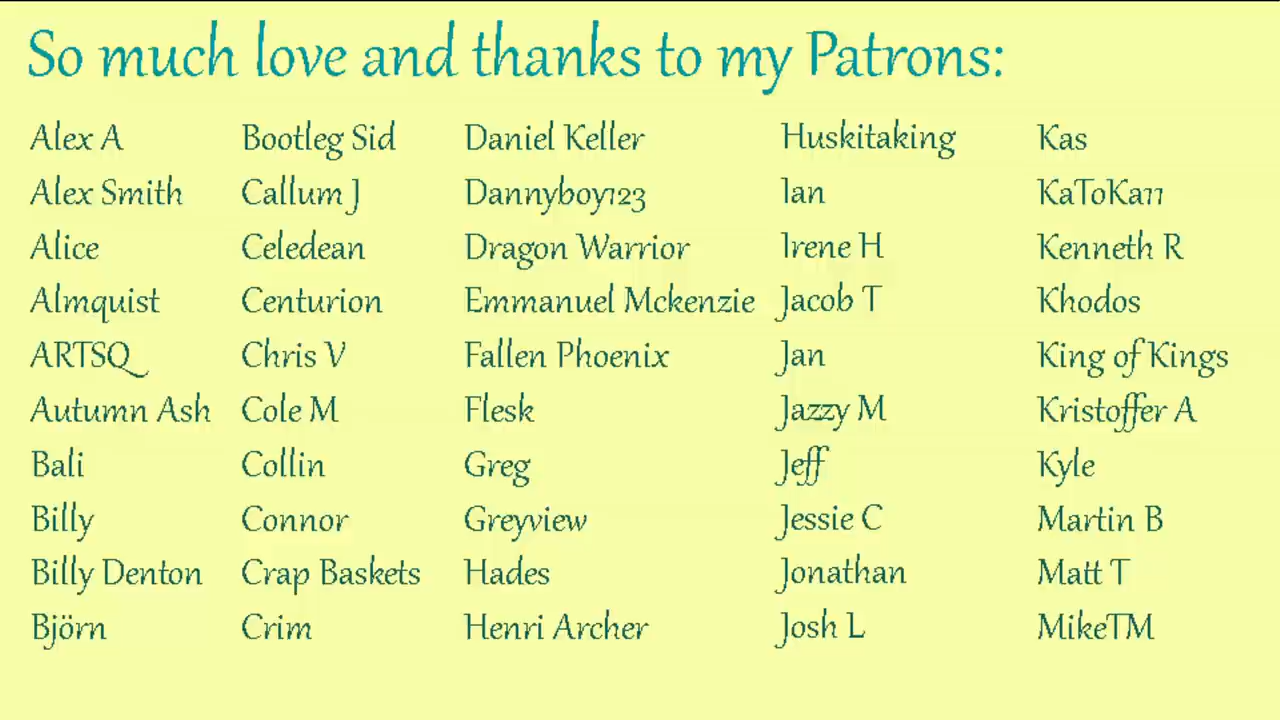 So much love and thanks to my Patrons:
Alex A
Alex Smith
Alice
Almquist
ARTSQ
Autumn Ash
Bali
Billy
Billy Denton
Björn
Bootleg Sid
Callum J
Celedean
Centurion
Chris V
Cole M
Collin
Connor
Crap Baskets
Crim
Daniel Keller
Dannyboy123
Dragon Warrior
Emmanuel Mckenzie
Fallen Phoenix
Flesk
Greg
Greyview
Hades
Henri Archer
Huskitaking
Ian
Irene H
Jacob T
Jan
Jazzy M
Jeff
Jessie C
Jonathan
Josh L
Kas
KaToKa11
Kenneth R
Khodos
King of Kings
Kristoffer A
Kyle
Martin B
Matt T
MikeTM